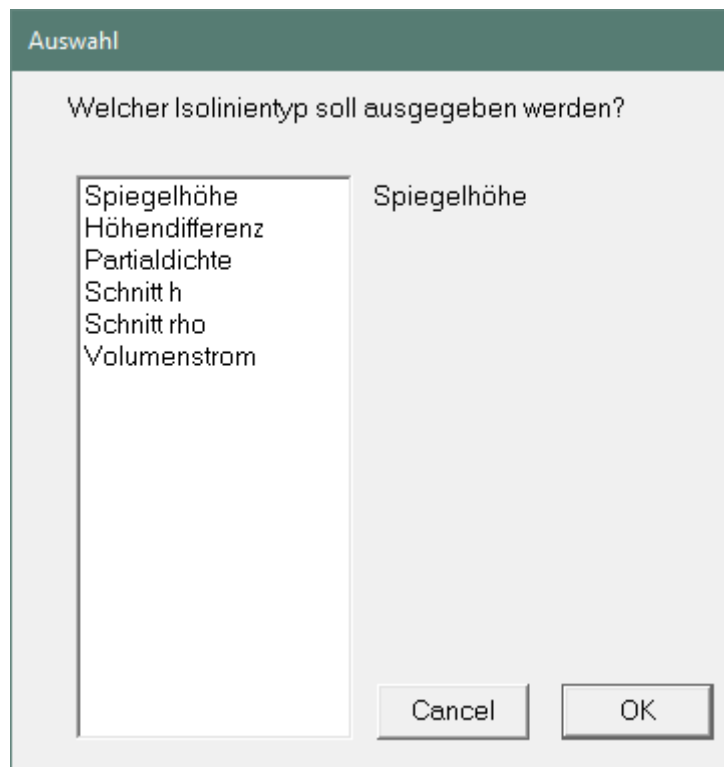 Auswahl
Welcher Isolinientyp soll ausgegeben werden?
Spiegelhöhe
Höhendifferenz
Partialdichte
Schnitt h
Schnitt rho
Volumenstrom
Spiegelhöhe
Cancel
OK